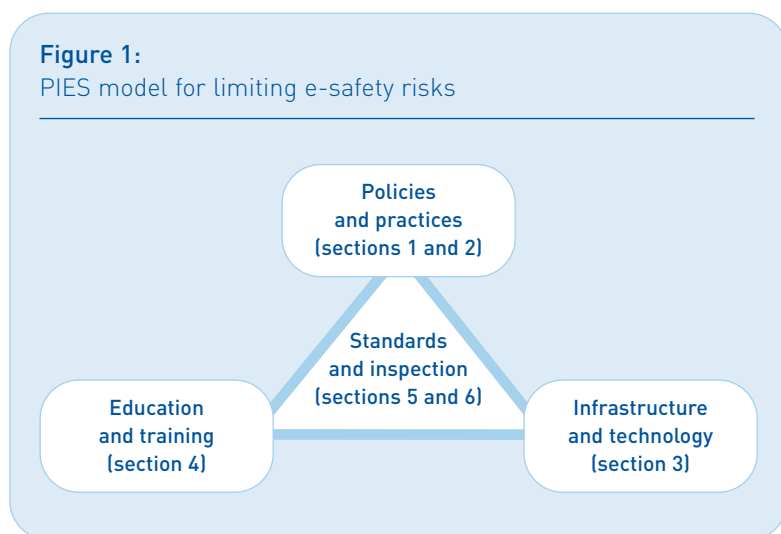 Figure 1:
PIES model for limiting e-safety risks
Policies
and practices
(sections 1 and 2)
Standards
and inspection
(sections 5 and 6)
Education
and training
(section 4)
Infrastructure
and technology
(section 3)